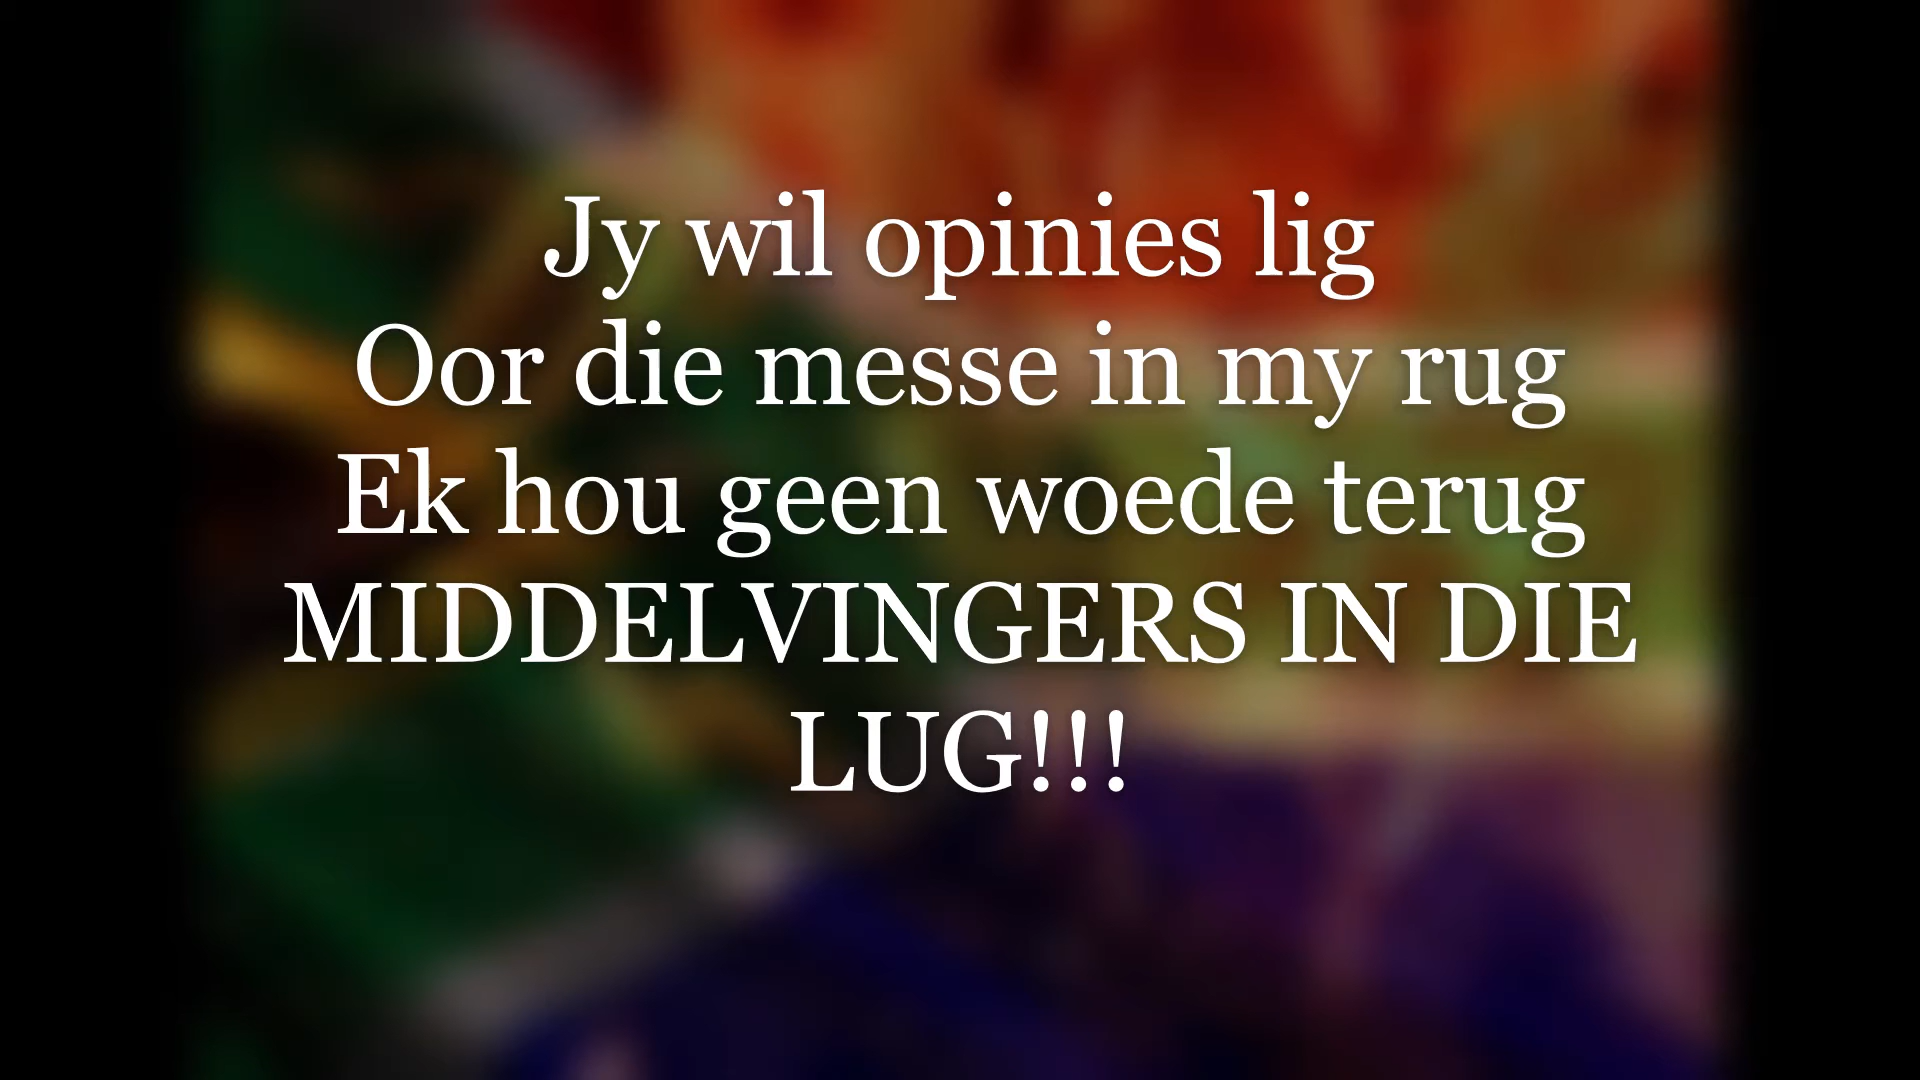 Jy wil opinies lig
Oor die messe in my rug
Ek hou geen woede terug
MIDDELVINGERS IN DIE
LUG!!!